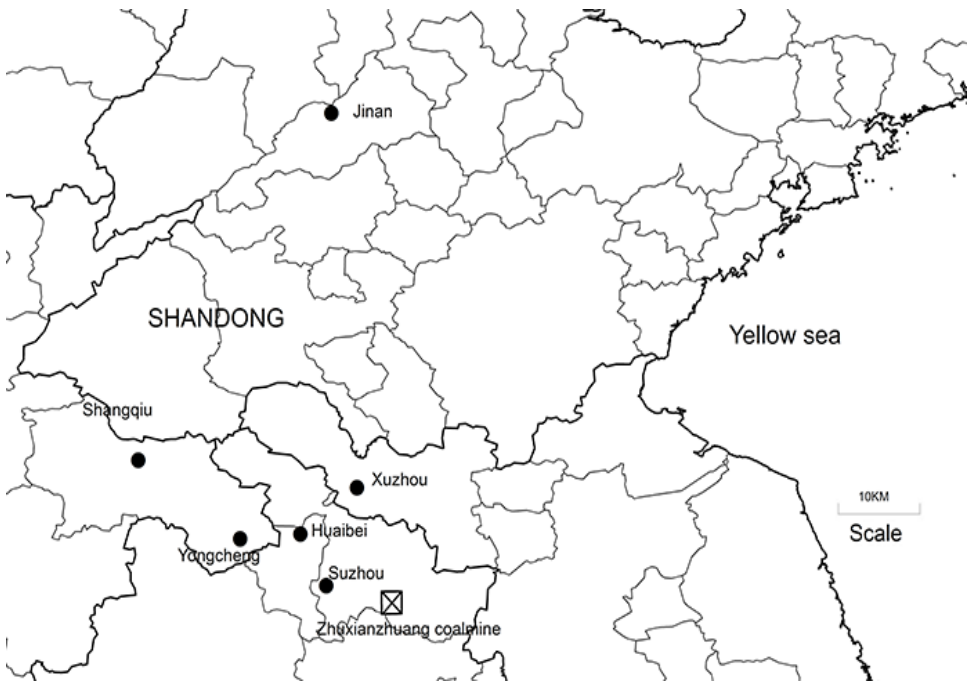 Jinan
SHANDONG
Yellow sea
Shangqiu
Xuzhou
10KM
Scale
Huaibei
Yongcheng
Suzhou
Zhuxianzhuang coalmine